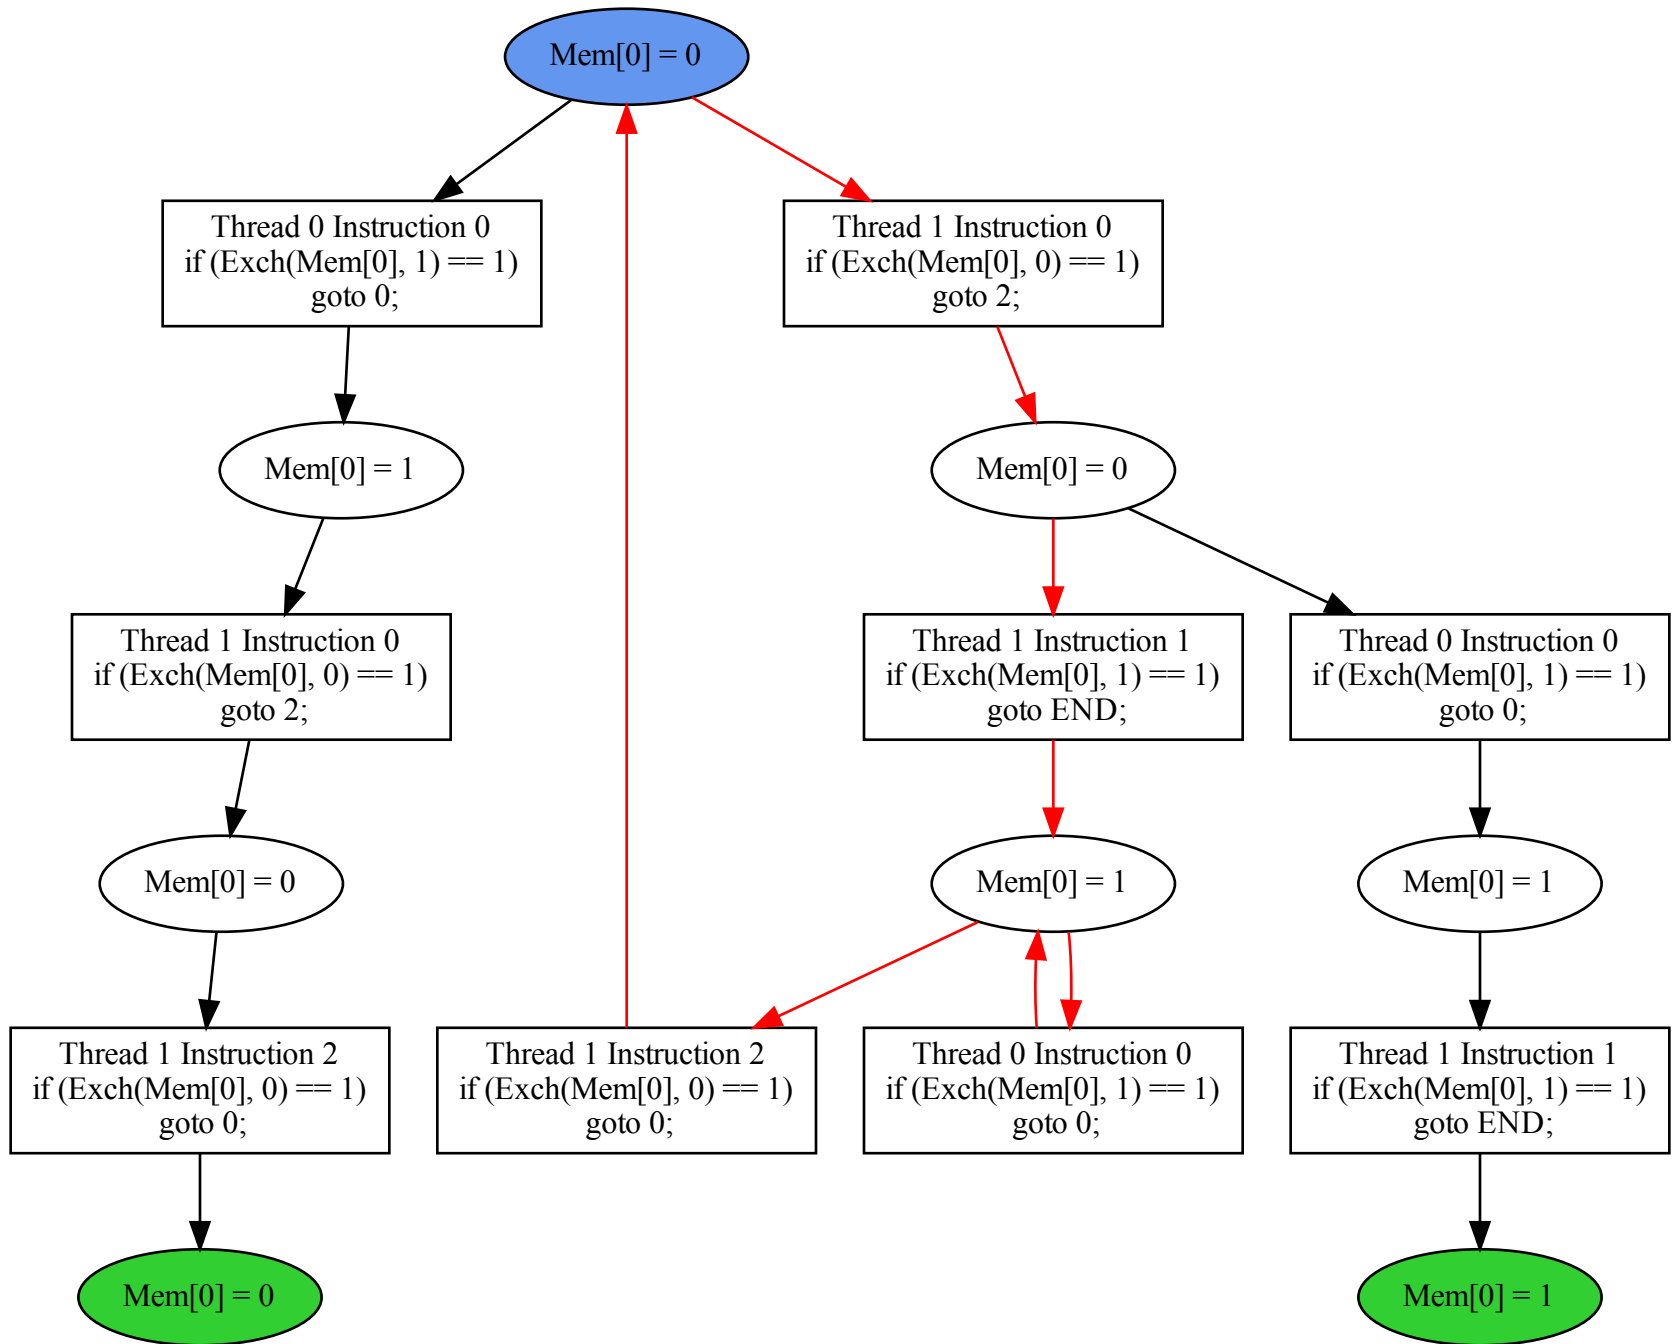 Mem[0] = 0
Thread 0 Instruction 0
if (Exch(Mem[0], 1) == 1)
goto 0;
Thread 1 Instruction 0
if (Exch(Mem[0], 0) == 1)
goto 2;
Mem[0] = 1
Mem[0] = 0
Thread 1 Instruction 0
if (Exch(Mem[0], 0) == 1)
goto 2;
Thread 1 Instruction 1
if (Exch(Mem[0], 1) == 1)
goto END;
Thread 0 Instruction 0
if (Exch(Mem[0], 1) == 1)
goto 0;
Mem[0] = 0
Mem[0] = 1
Mem[0] = 1
Thread 1 Instruction 2
if (Exch(Mem[0], 0) == 1)
goto 0;
Thread 1 Instruction 2
if (Exch(Mem[0], 0) == 1)
goto 0;
Thread 0 Instruction 0
if (Exch(Mem[0], 1) == 1)
goto 0;
Thread 1 Instruction 1
if (Exch(Mem[0], 1) == 1)
goto END;
Mem[0] = 0
Mem[0] = 1